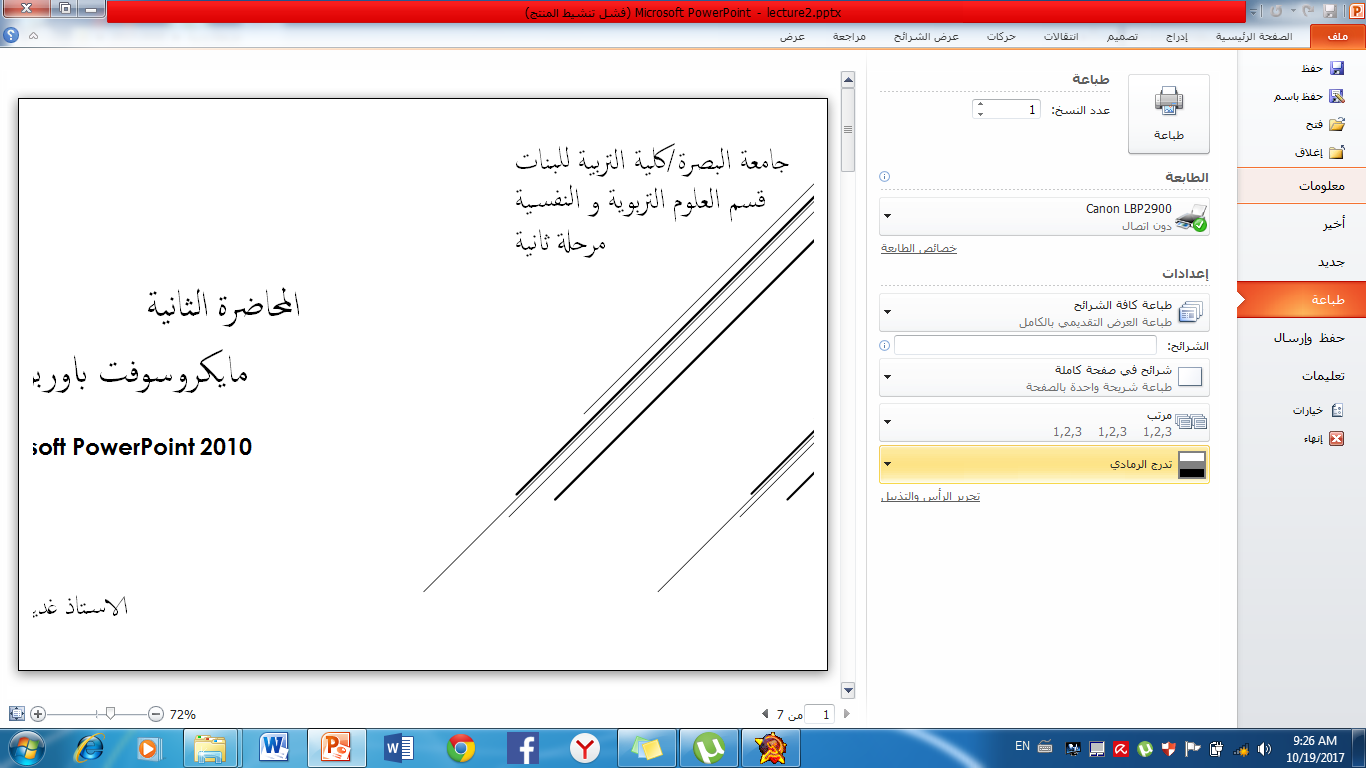 Microsoft PowerPoint - lecture2.pptx (فشل تنشيط المنتج)
ملف
الصفحة الرئيسية
إدراج
تصميم
انتقالات
حركات
عرض الشرائح
مراجعة
عرض
حفظ
حفظ باسم
فتح
إغلاق
معلومات
أخير
جديد
طباعة
حفظ وإرسال
تعليمات
خيارات
إنهاء
طباعة
طباعة
عدد النسخ: 1
الطابعة
Canon LBP2900
دون اتصال
خصائص الطابعة
إعدادات
طباعة كافة الشرائح
طباعة العرض التقديمي بالكامل
الشرائح:
شرائح في صفحة كاملة
طباعة شريحة واحدة بالصفحة
مرتب
1,2,3 1,2,3 1,2,3
تدرج الرمادي
تحرير الرأس والتذييل
جامعة البصرة/كلية التربية للبنات
قسم العلوم التربوية و النفسية
مرحلة ثانية
المحاضرة الثانية
مايكروسوفت باوربو
soft PowerPoint 2010
الاستاذ غدي
72%
1 من 7
EN
9:26 AM
10/19/2017